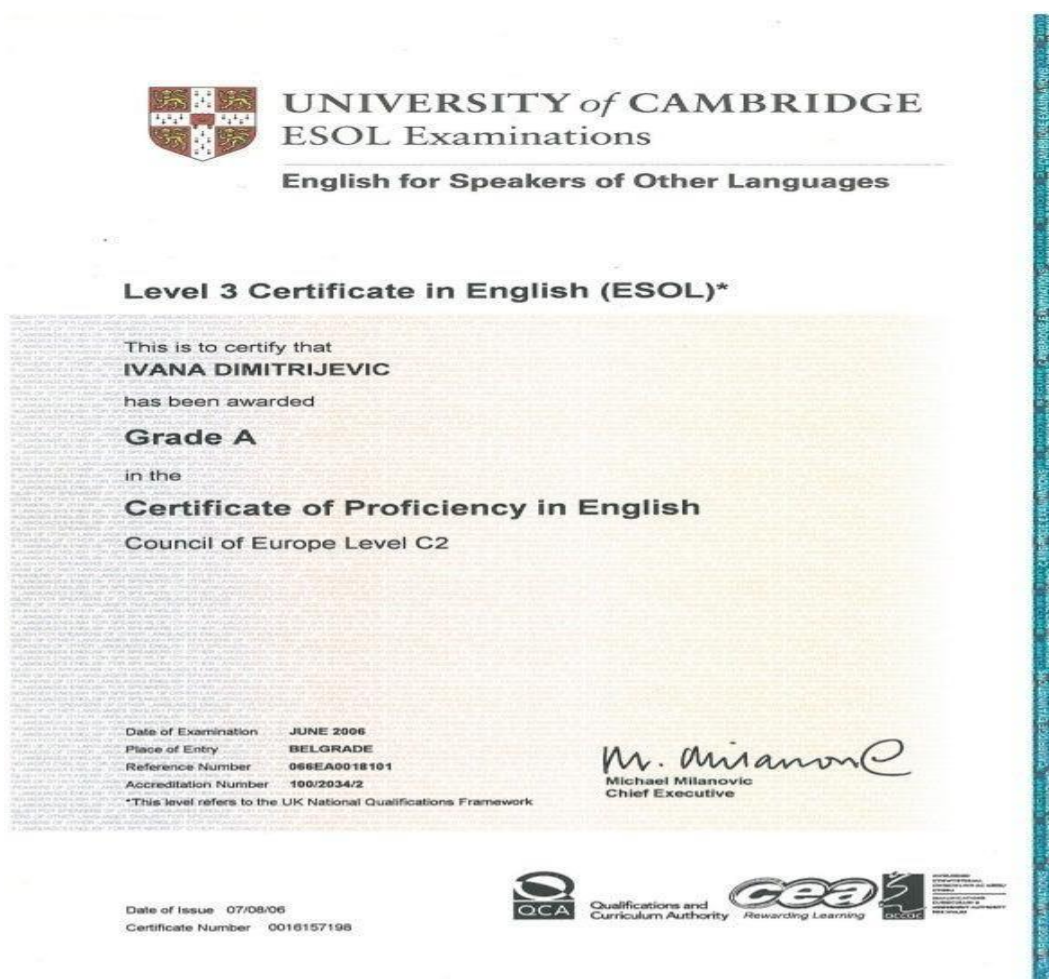 UNIVERSITY of CAMBRIDGE
ESOL Examinations
English for Speakers of Other Languages
Level 3 Certificate in English (ESOL)*
This is to certify that
IVANA DIMITRIJEVIC
has been awarded
Grade A
in the
Certificate of Proficiency in English
Council of Europe Level C2
Date of Examination JUNE 2006
Place of Entry BELGRADE
Reference Number 066EA0018101
Accreditation Number 100/2034/2
*This level refers to the UK National Qualifications Framework
M. Milanovic
Michael Milanovic
Chief Executive
Date of Issue 07/08/06
Certificate Number 0016157198
QCA
Qualifications and
Curriculum Authority
cea
Rewarding Learning